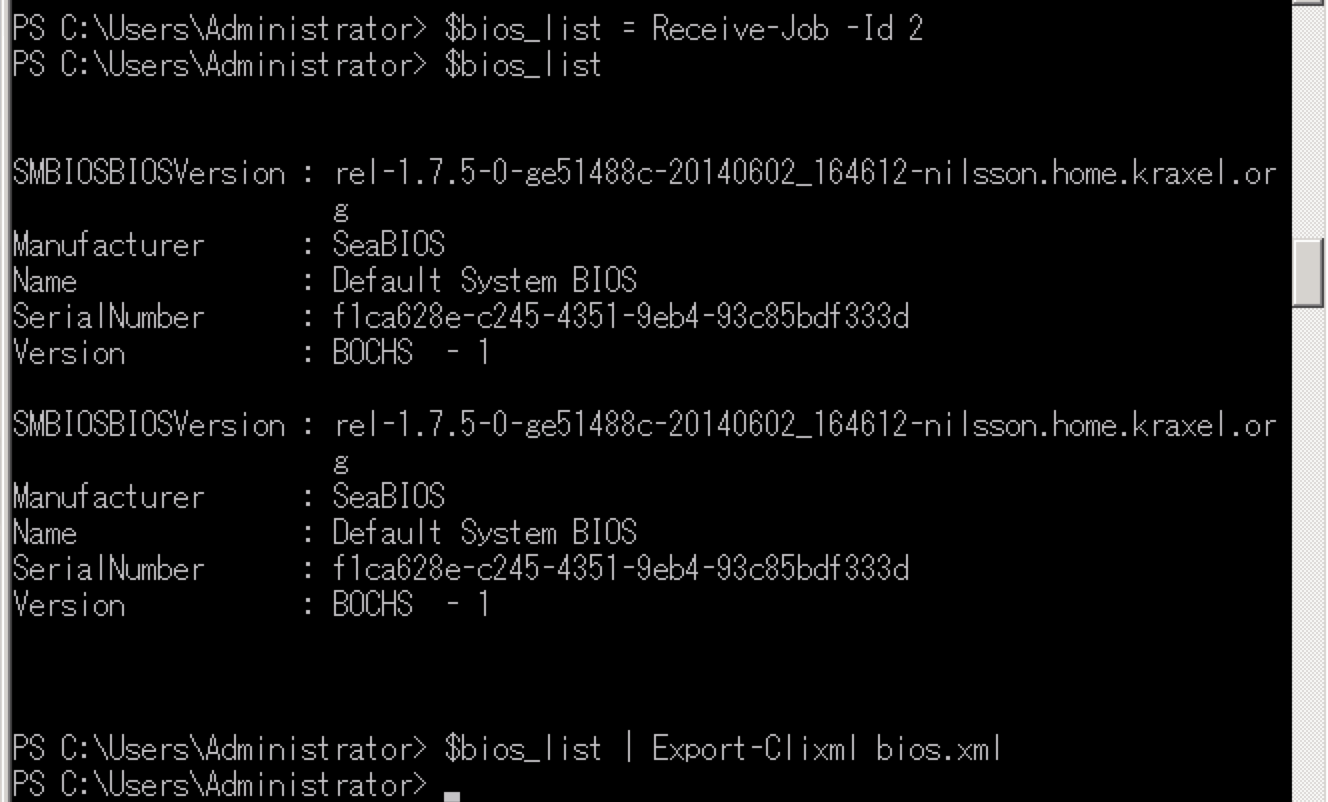 PS C:\Users\Administrator> $bios_list = Receive-Job -Id 2
PS C:\Users\Administrator> $bios_list
SMBIOSBIOSVersion : rel-1.7.5-0-ge51488c-20140602_164612-nilsson.home.kraxel.or
g
Manufacturer      : SeaBIOS
Name              : Default System BIOS
SerialNumber      : f1ca628e-c245-4351-9eb4-93c85bdf333d
Version           : BOCHS  - 1
SMBIOSBIOSVersion : rel-1.7.5-0-ge51488c-20140602_164612-nilsson.home.kraxel.or
g
Manufacturer      : SeaBIOS
Name              : Default System BIOS
SerialNumber      : f1ca628e-c245-4351-9eb4-93c85bdf333d
Version           : BOCHS  - 1
PS C:\Users\Administrator> $bios_list | Export-Clixml bios.xml
PS C:\Users\Administrator> _